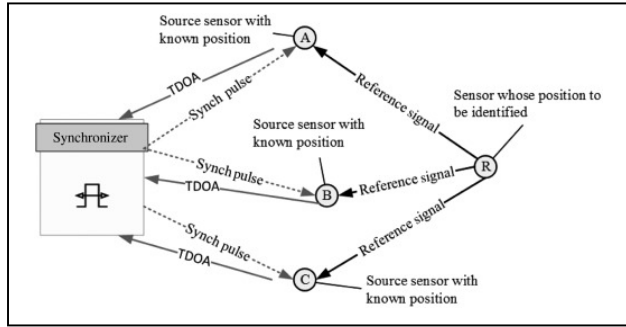 Source sensor with
known position
A
TDOA
Synch pulse
Reference signal
Sensor whose position to
be identified
Synchronizer
Source sensor with
known position
Synch pulse
TDOA
B
Reference signal
R
Synch pulse
TDOA
Reference signal
C
Source sensor with
known position